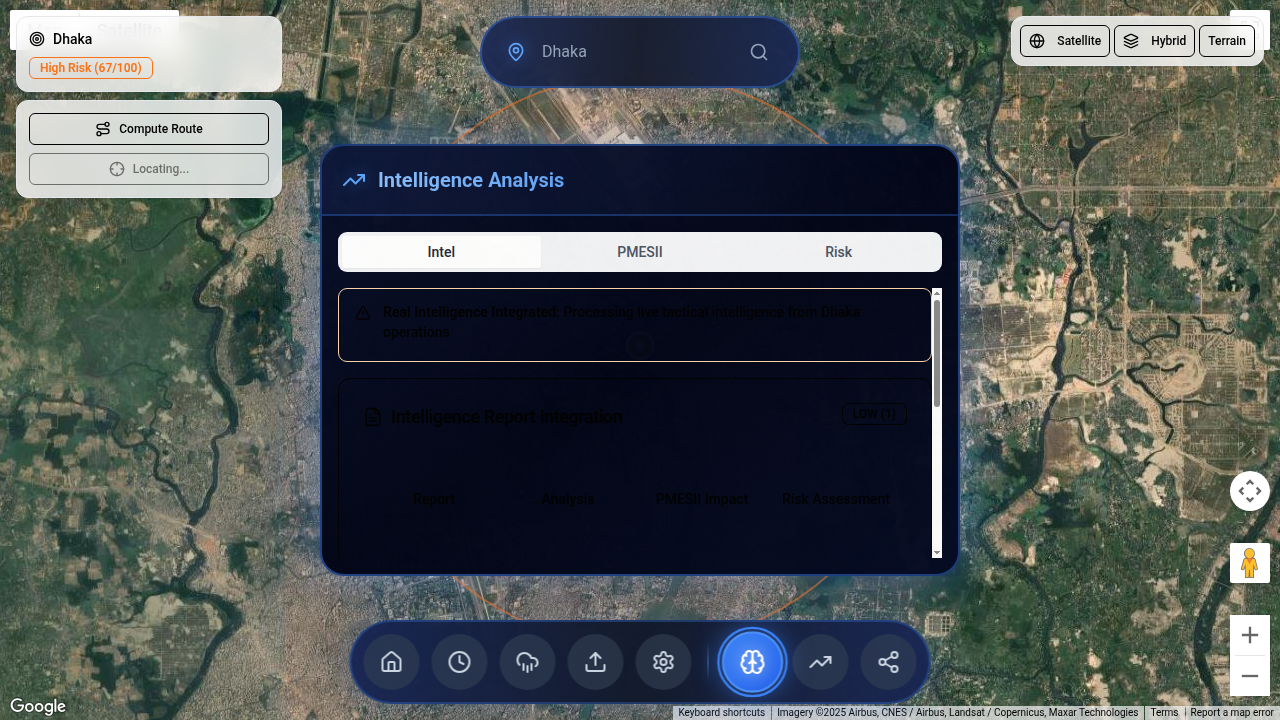 Dhaka
High Risk (67/100)
Compute Route
Locating...
Dhaka
Satellite
Hybrid
Terrain
Intelligence Analysis
Intel
PMESII
Risk
Real Intelligence Integrated: Processing live tactical intelligence from Dhaka
operations
Intelligence Report Integration
LOW (1)
Report
Analysis
PMESII Impact
Risk Assessment
Google
Keyboard shortcuts
Imagery ©2025 Airbus, CNES / Airbus, Landsat / Copernicus, Maxar Technologies
Terms
Report a map error